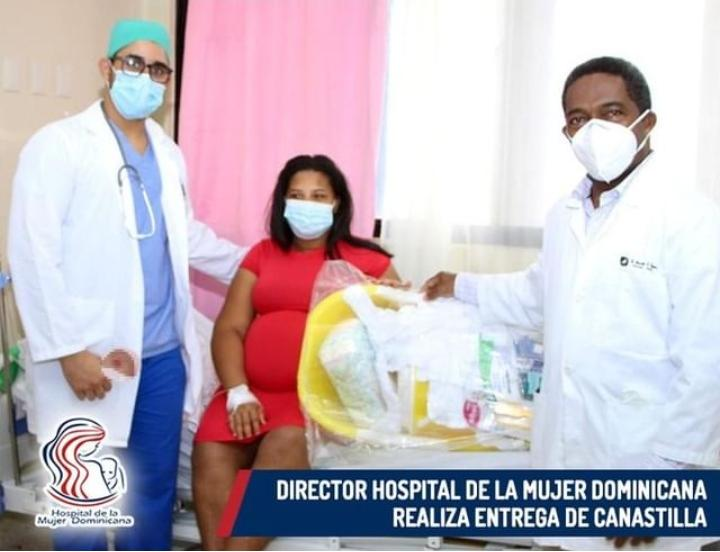 Hospital de la
Mujer Dominicana
DIRECTOR HOSPITAL DE LA MUJER DOMINICANA
REALIZA ENTREGA DE CANASTILLA